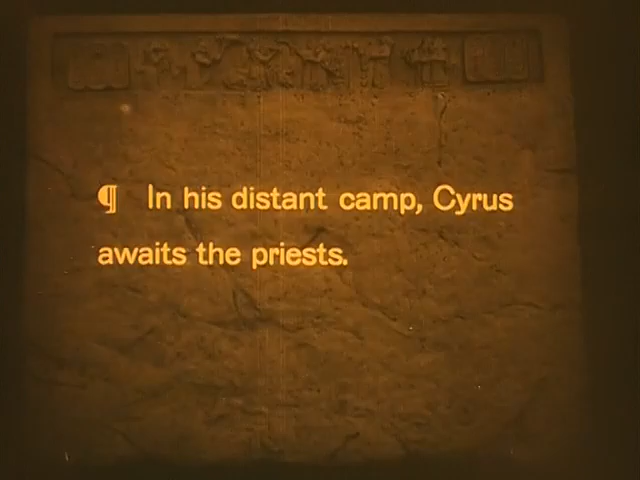 ¶ In his distant camp, Cyrus
awaits the priests.